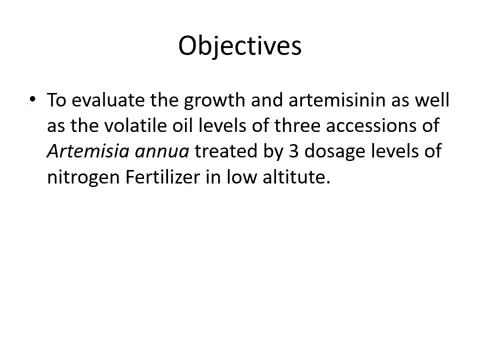 Objectives
• To evaluate the growth and artemisinin as well
as the volatile oil levels of three accessions of
Artemisia annua treated by 3 dosage levels of
nitrogen Fertilizer in low altitute.